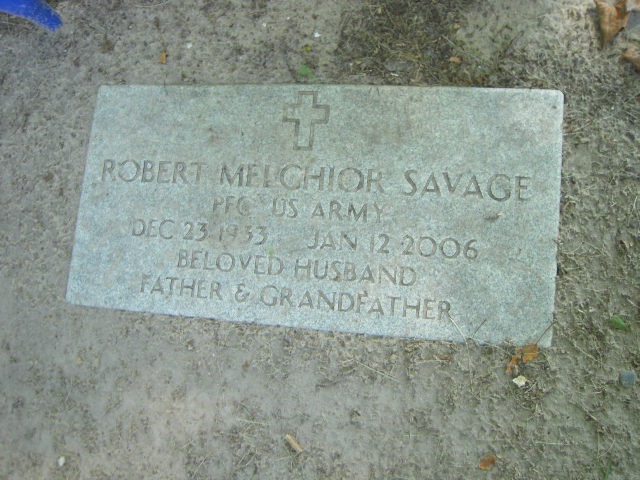 ROBERT MELCHIOR SAVAGE
PFC US ARMY
DEC 23 1933 JAN 12 2006
BELOVED HUSBAND
FATHER & GRANDFATHER